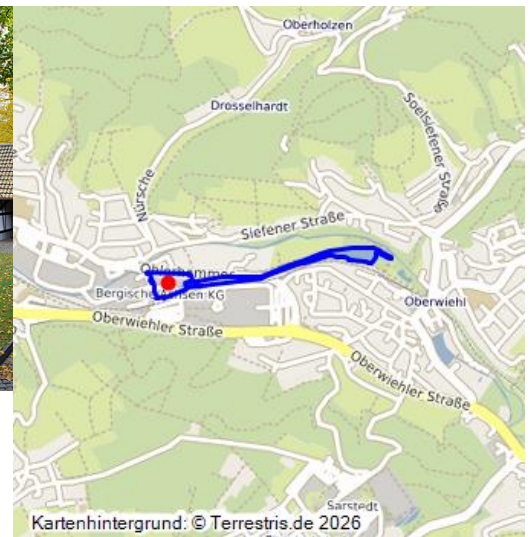 Oberholzen
Drosselhardt
Soelsiefener Straße
Nürsche
Siefener Straße
Ohlerhammer
Bergische Achsen KG
Oberwiehl
Oberwiehler Straße
Oberwiehler Straße
Sarstedt
Kartenhintergrund: © Terrestris.de 2026